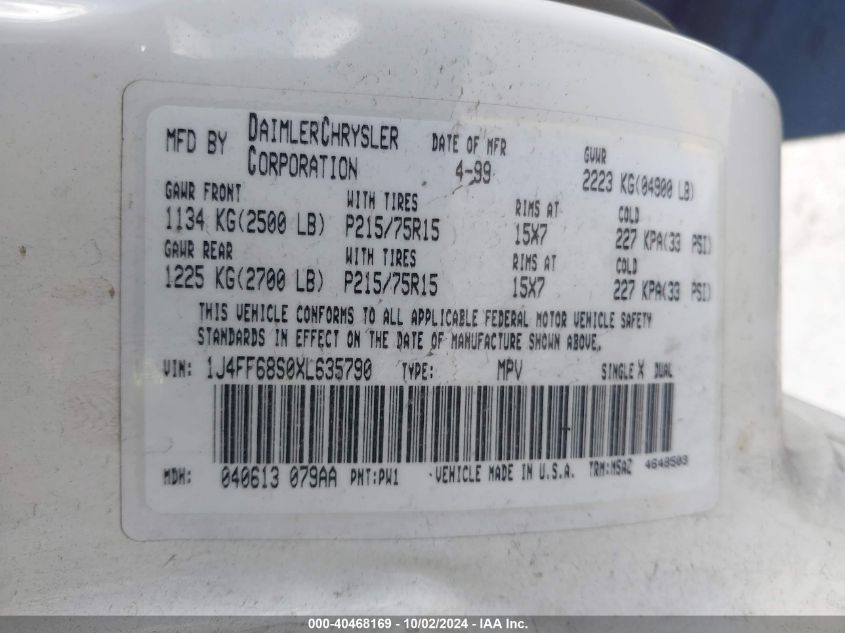 MFD BY DAIMLERCHRYSLER CORPORATION DATE OF MFR 4-99 GVWR 2223 KG(04900 LB)
GAWR FRONT WITH TIRES RIMS AT COLD
1134 KG(2500 LB) P215/75R15 15X7 227 KPA(33 PSI)
GAWR REAR WITH TIRES RIMS AT COLD
1225 KG(2700 LB) P215/75R15 15X7 227 KPA(33 PSI)
THIS VEHICLE CONFORMS TO ALL APPLICABLE FEDERAL MOTOR VEHICLE SAFETY
STANDARDS IN EFFECT ON THE DATE OF MANUFACTURE SHOWN ABOVE.
VIN: 1J4FF68S0XL635790 TYPE: MPV SINGLE X DUAL
MDH: 040613 079AA PNT:PW1 VEHICLE MADE IN U.S.A. TRM:M5AZ 4648503
000-40468169 - 10/02/2024 - IAA Inc.